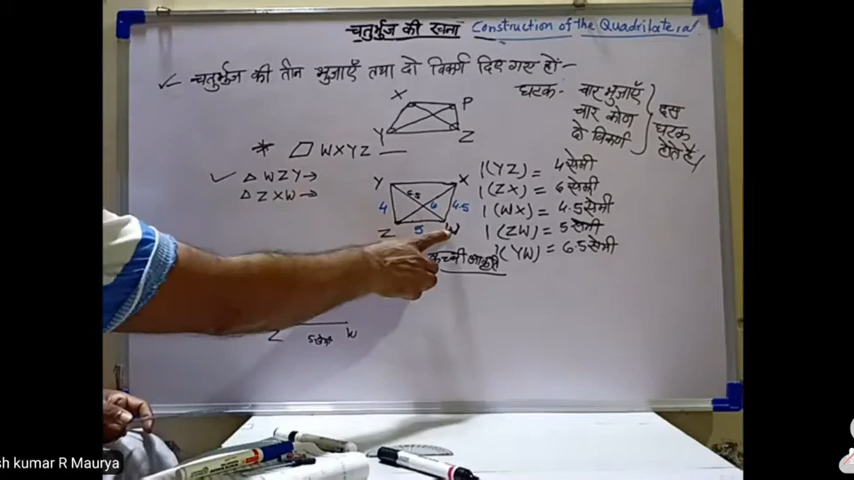 चतुर्भुज की रचना Construction of the Quadrilateral
✓ चतुर्भुज की तीन भुजाएँ तथा दो विकर्ण दिए गए हो -
घटक :- चार भुजाएँ
चार कोण
दो विकर्ण
दस
घटक
होते है
X P
Y Z
* ▱ WXYZ —
✓ △ WZY →
△ ZXW →
Y X
6.5
4 6 4.5
Z 5 W
कच्ची आकृति
l(YZ) = 4 सेमी
l(ZX) = 6 सेमी
l(WX) = 4.5 सेमी
l(ZW) = 5 सेमी
l(YW) = 6.5 सेमी
Z 5 सेमी W
sh kumar R Maurya